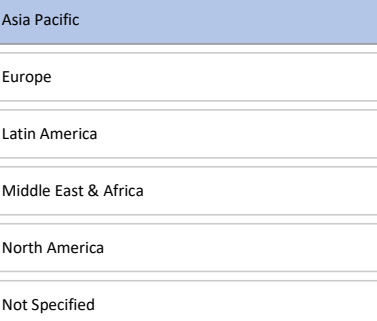 Asia Pacific
Europe
Latin America
Middle East & Africa
North America
Not Specified